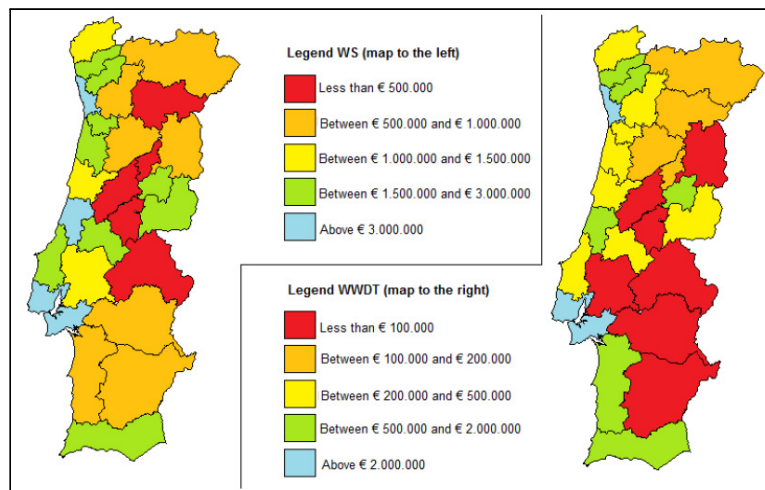 Legend WS (map to the left)
Less than € 500.000
Between € 500.000 and € 1.000.000
Between € 1.000.000 and € 1.500.000
Between € 1.500.000 and € 3.000.000
Above € 3.000.000
Legend WWDT (map to the right)
Less than € 100.000
Between € 100.000 and € 200.000
Between € 200.000 and € 500.000
Between € 500.000 and € 2.000.000
Above € 2.000.000